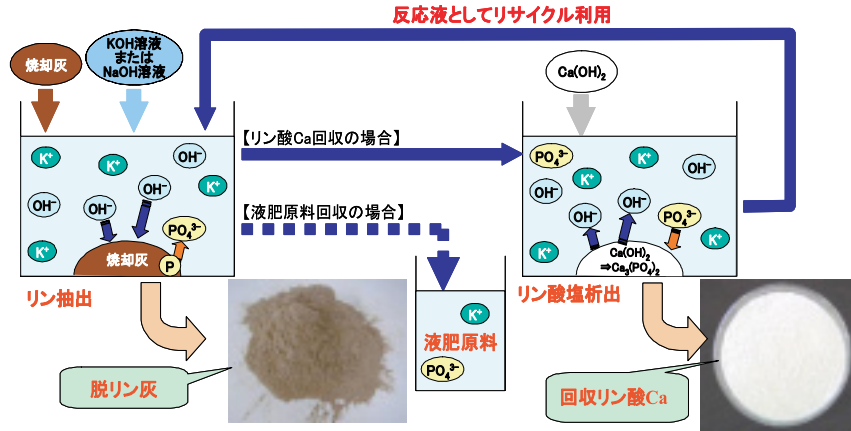 反応液としてリサイクル利用
焼却灰
KOH溶液
または
NaOH溶液
Ca(OH)₂
【リン酸Ca回収の場合】
【液肥原料回収の場合】
K⁺
K⁺
OH⁻
K⁺
OH⁻
OH⁻
OH⁻
PO₄³⁻
K⁺
焼却灰
P
リン抽出
脱リン灰
K⁺
液肥原料
PO₄³⁻
PO₄³⁻
K⁺
K⁺
OH⁻
OH⁻
OH⁻
PO₄³⁻
K⁺
K⁺
Ca(OH)₂
⇒Ca₃(PO₄)₂
リン酸塩析出
回収リン酸Ca